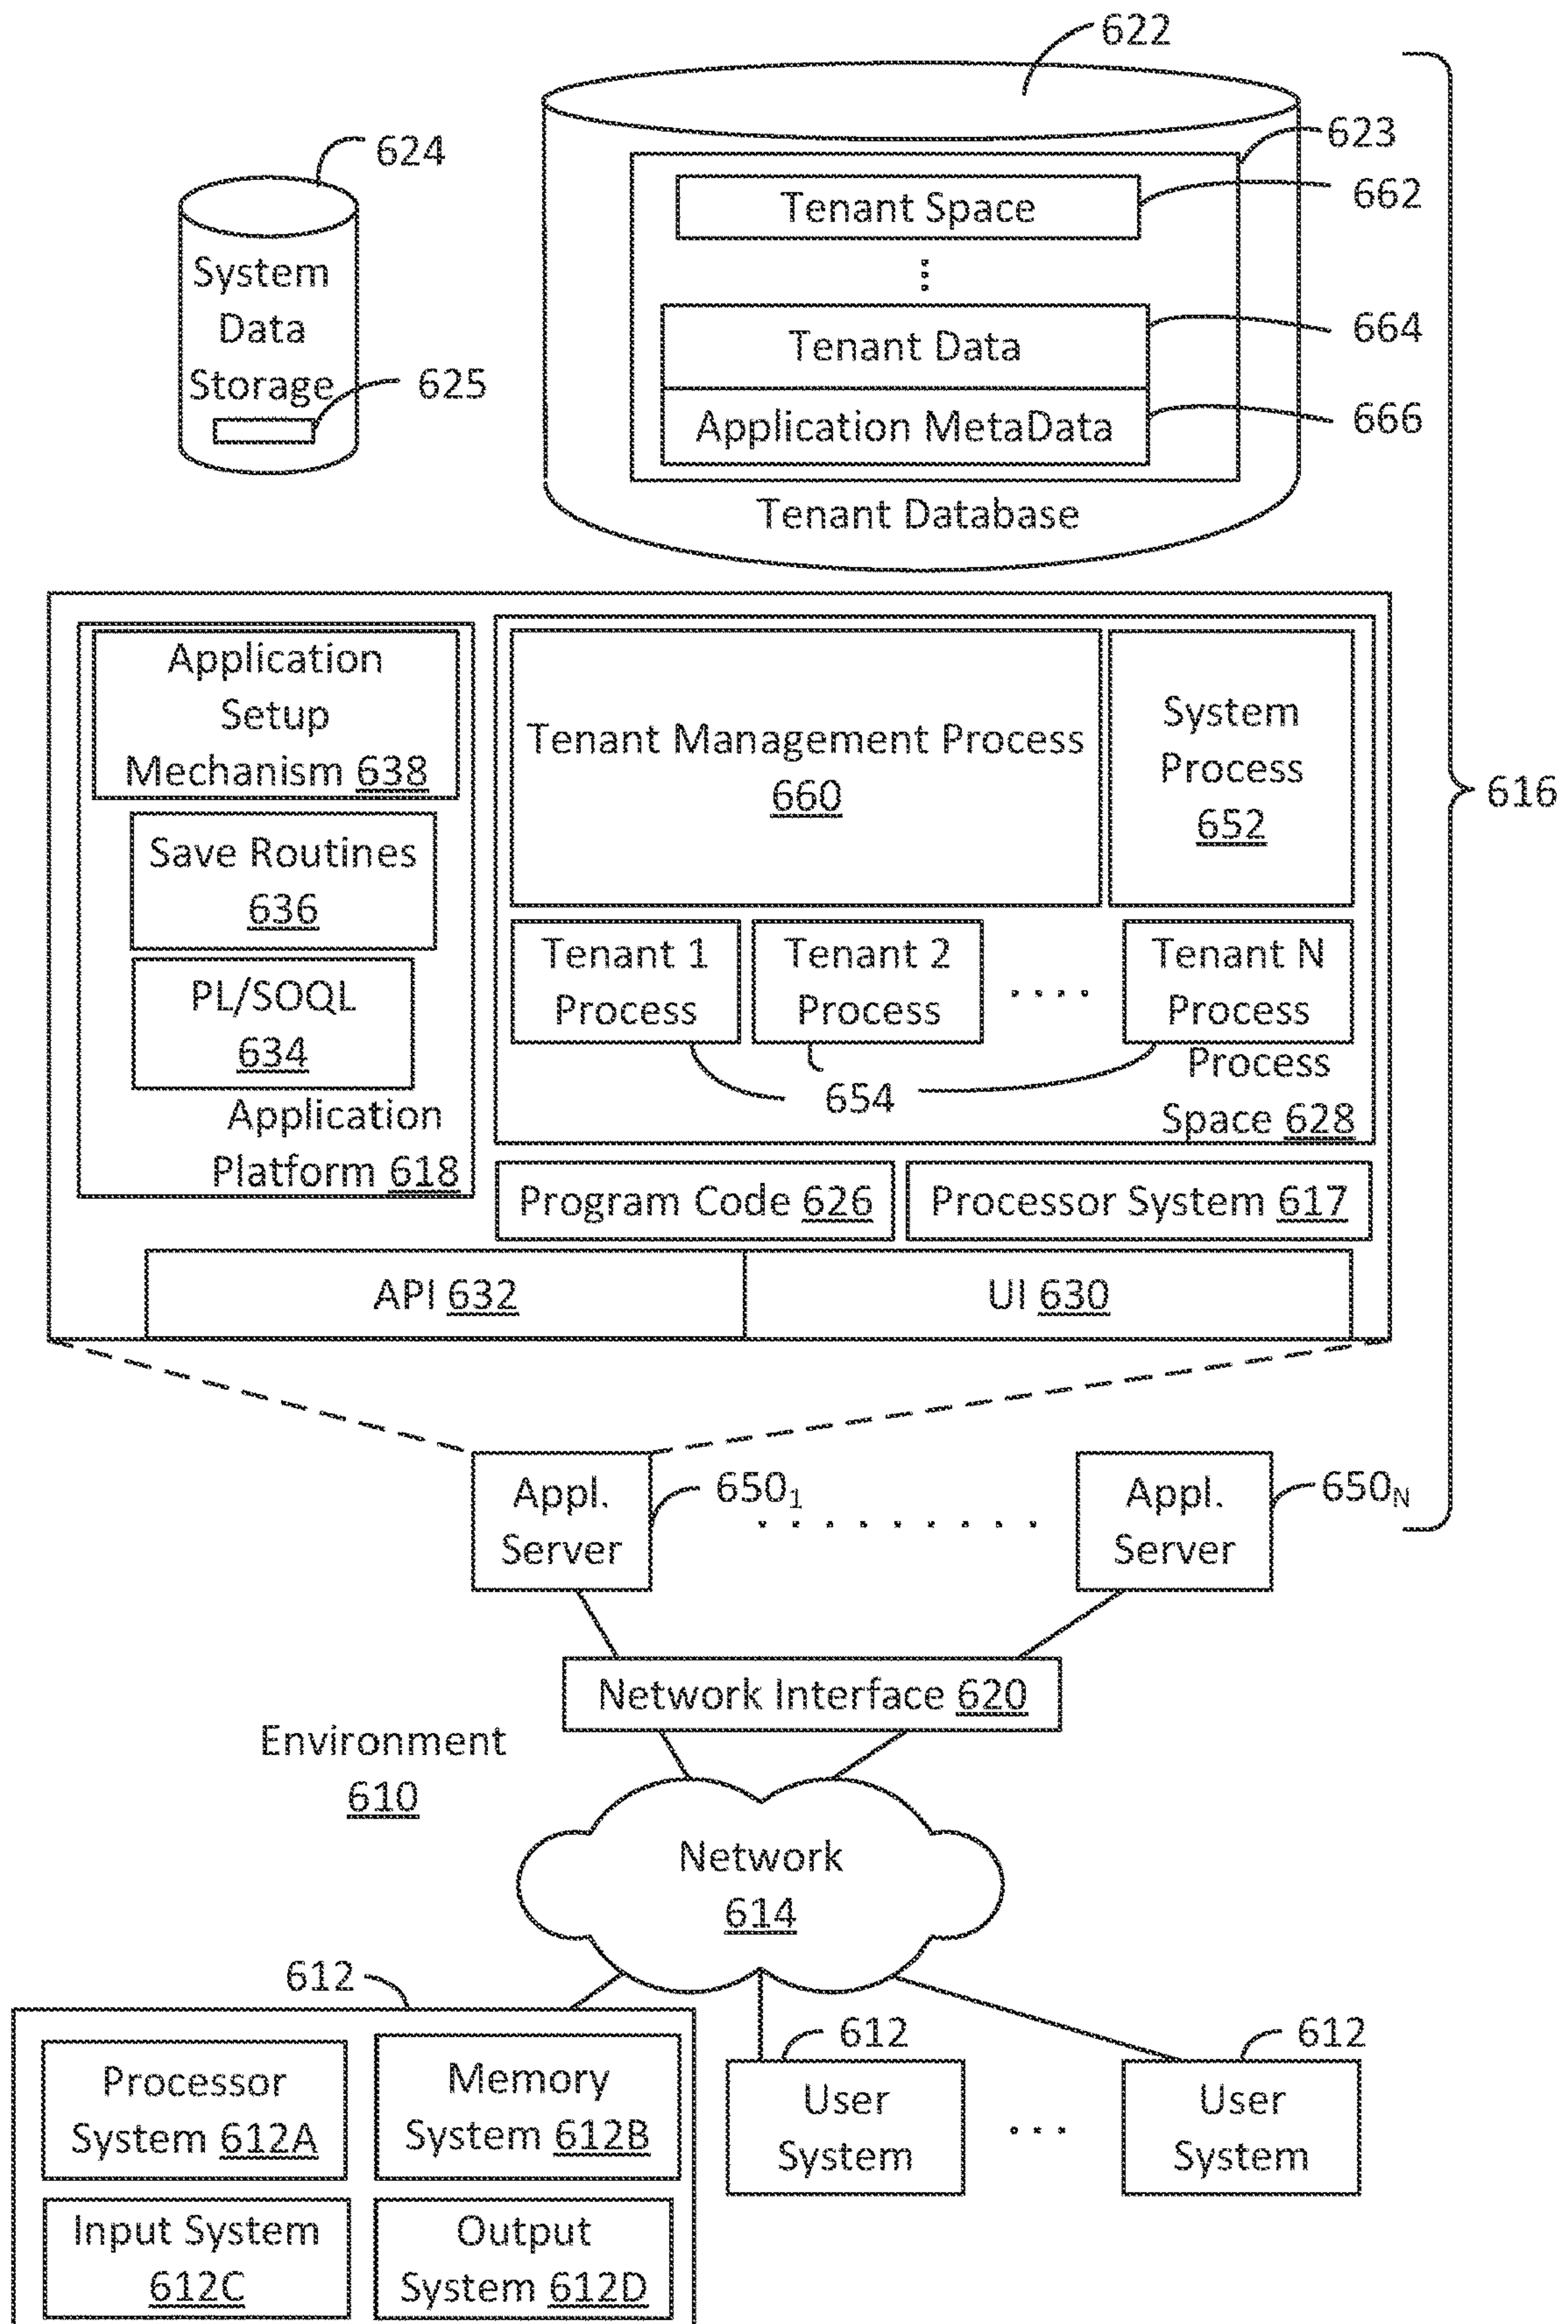 622
623
624
Tenant Space
662
System
Data
Storage
625
Tenant Data
664
Application MetaData
666
Tenant Database
Application
Setup
Mechanism 638
Tenant Management Process
660
System
Process
652
616
Save Routines
636
Tenant 1
Process
Tenant 2
Process
. . . .
Tenant N
Process
PL/SOQL
634
654
Process
Space 628
Application
Platform 618
Program Code 626
Processor System 617
API 632
UI 630
Appl.
Server
650₁
. . . . . . . . .
Appl.
Server
650N
Network Interface 620
Environment
610
Network
614
612
Processor
System 612A
Memory
System 612B
Input System
612C
Output
System 612D
612
User
System
. . .
612
User
System